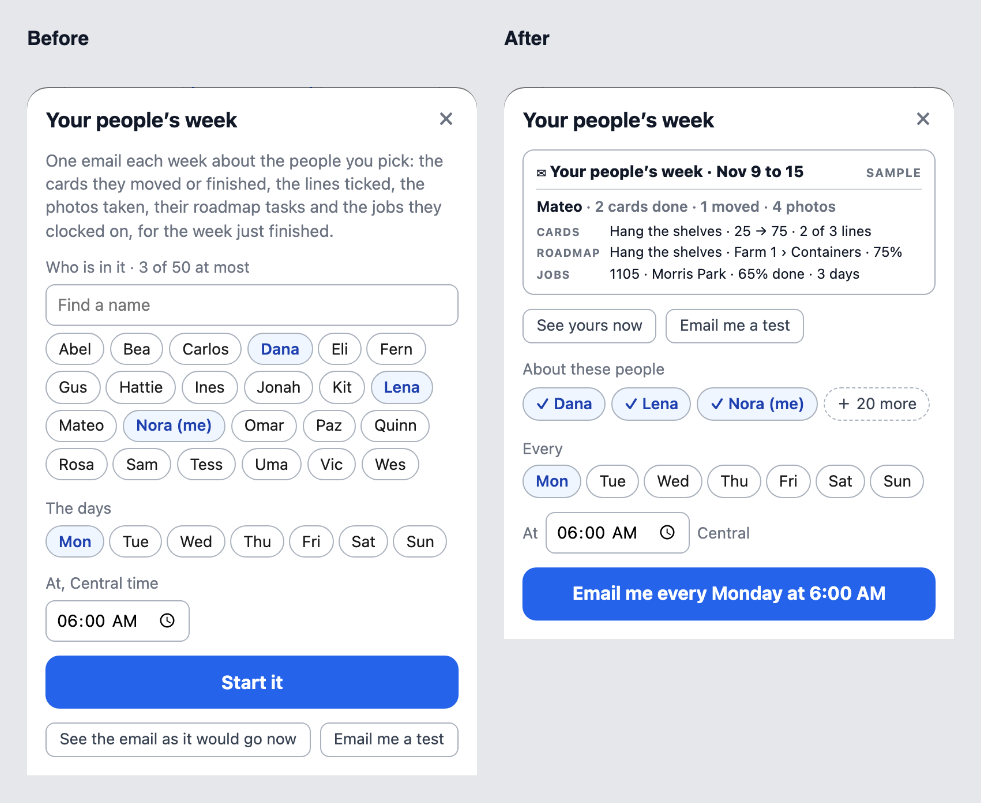 Before
Your people's week
One email each week about the people you pick: the
cards they moved or finished, the lines ticked, the
photos taken, their roadmap tasks and the jobs they
clocked on, for the week just finished.
Who is in it · 3 of 50 at most
Find a name
Abel Bea Carlos Dana Eli Fern
Gus Hattie Ines Jonah Kit Lena
Mateo Nora (me) Omar Paz Quinn
Rosa Sam Tess Uma Vic Wes
The days
Mon Tue Wed Thu Fri Sat Sun
At, Central time
06:00 AM
Start it
See the email as it would go now Email me a test
After
Your people's week
✉ Your people's week · Nov 9 to 15 SAMPLE
Mateo · 2 cards done · 1 moved · 4 photos
CARDS Hang the shelves · 25 → 75 · 2 of 3 lines
ROADMAP Hang the shelves · Farm 1 › Containers · 75%
JOBS 1105 · Morris Park · 65% done · 3 days
See yours now Email me a test
About these people
✓ Dana ✓ Lena ✓ Nora (me) + 20 more
Every
Mon Tue Wed Thu Fri Sat Sun
At 06:00 AM Central
Email me every Monday at 6:00 AM